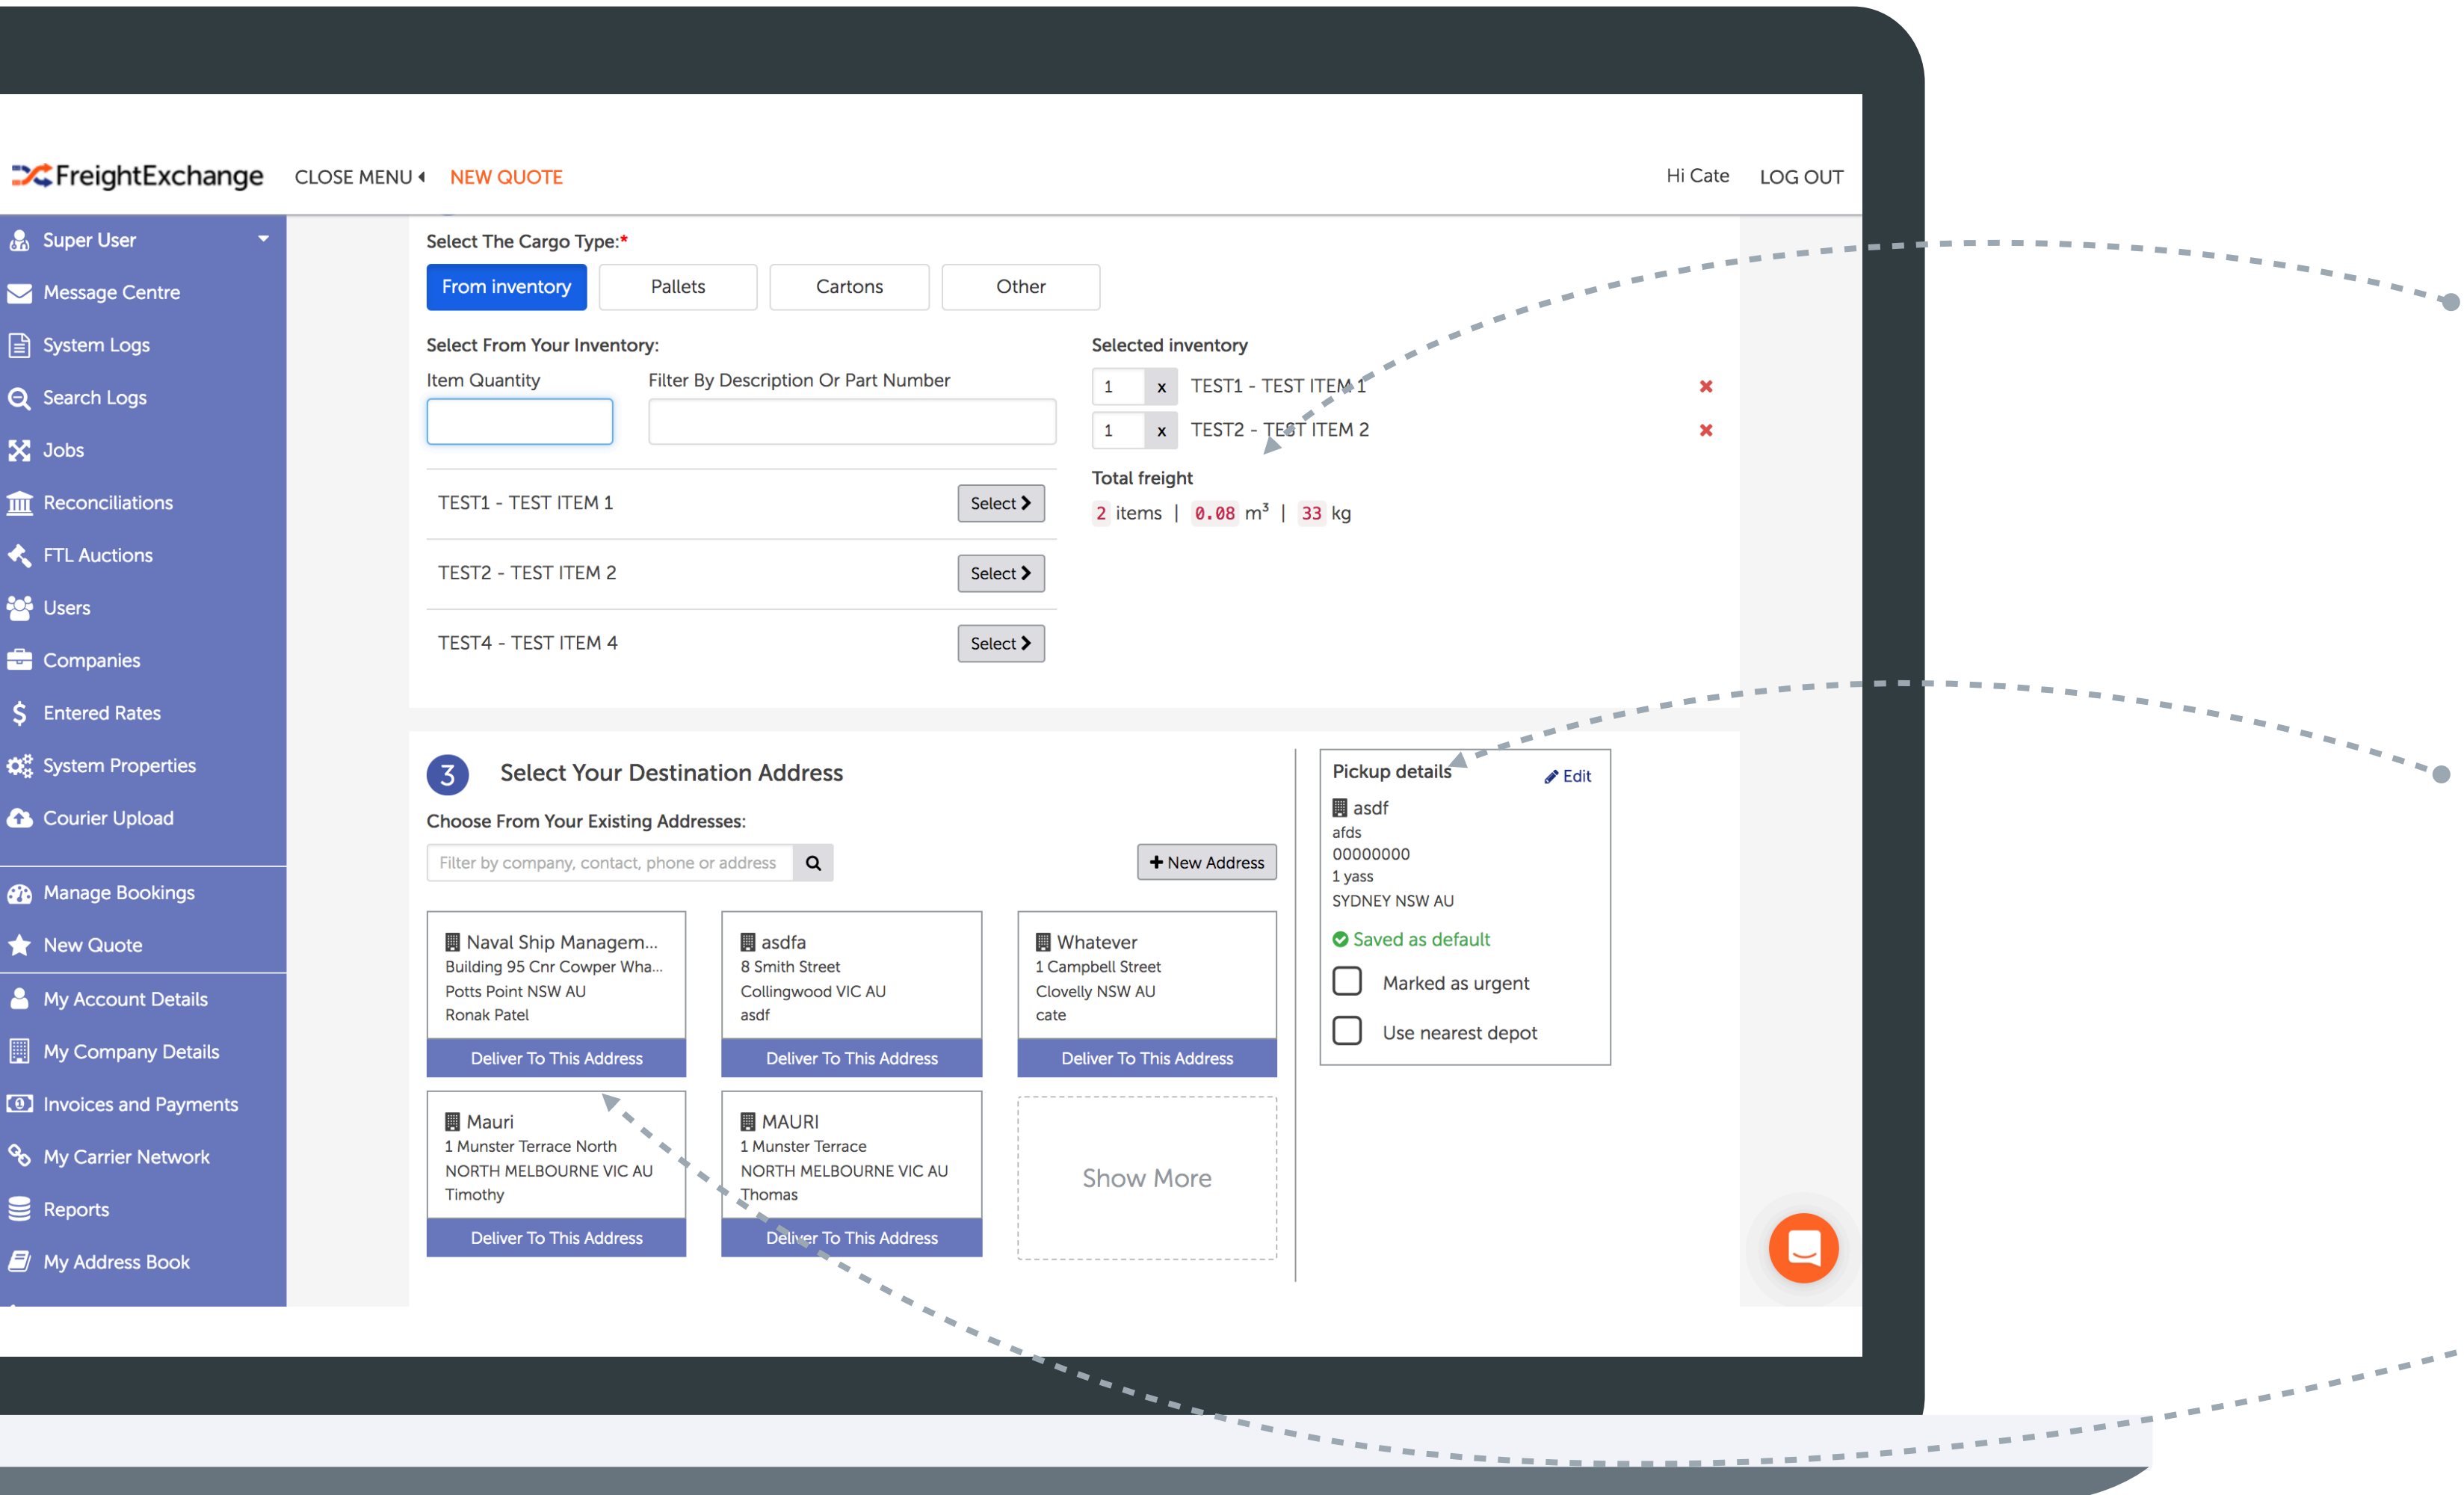 FreightExchange CLOSE MENU NEW QUOTE Hi Cate LOG OUT
Super User
Message Centre
System Logs
Search Logs
Jobs
Reconciliations
FTL Auctions
Users
Companies
Entered Rates
System Properties
Courier Upload
Manage Bookings
New Quote
My Account Details
My Company Details
Invoices and Payments
My Carrier Network
Reports
My Address Book
Select The Cargo Type:*
From inventory Pallets Cartons Other
Select From Your Inventory:
Item Quantity Filter By Description Or Part Number
TEST1 - TEST ITEM 1 Select
TEST2 - TEST ITEM 2 Select
TEST4 - TEST ITEM 4 Select
Selected inventory
1 x TEST1 - TEST ITEM 1
1 x TEST2 - TEST ITEM 2
Total freight
2 items | 0.08 m³ | 33 kg
3 Select Your Destination Address
Choose From Your Existing Addresses:
Filter by company, contact, phone or address
+ New Address
Naval Ship Managem...
Building 95 Cnr Cowper Wha...
Potts Point NSW AU
Ronak Patel
Deliver To This Address
asdfa
8 Smith Street
Collingwood VIC AU
asdf
Deliver To This Address
Whatever
1 Campbell Street
Clovelly NSW AU
cate
Deliver To This Address
Mauri
1 Munster Terrace North
NORTH MELBOURNE VIC AU
Timothy
Deliver To This Address
MAURI
1 Munster Terrace
NORTH MELBOURNE VIC AU
Thomas
Deliver To This Address
Show More
Pickup details Edit
asdf
afds
00000000
1 yass
SYDNEY NSW AU
Saved as default
Marked as urgent
Use nearest depot